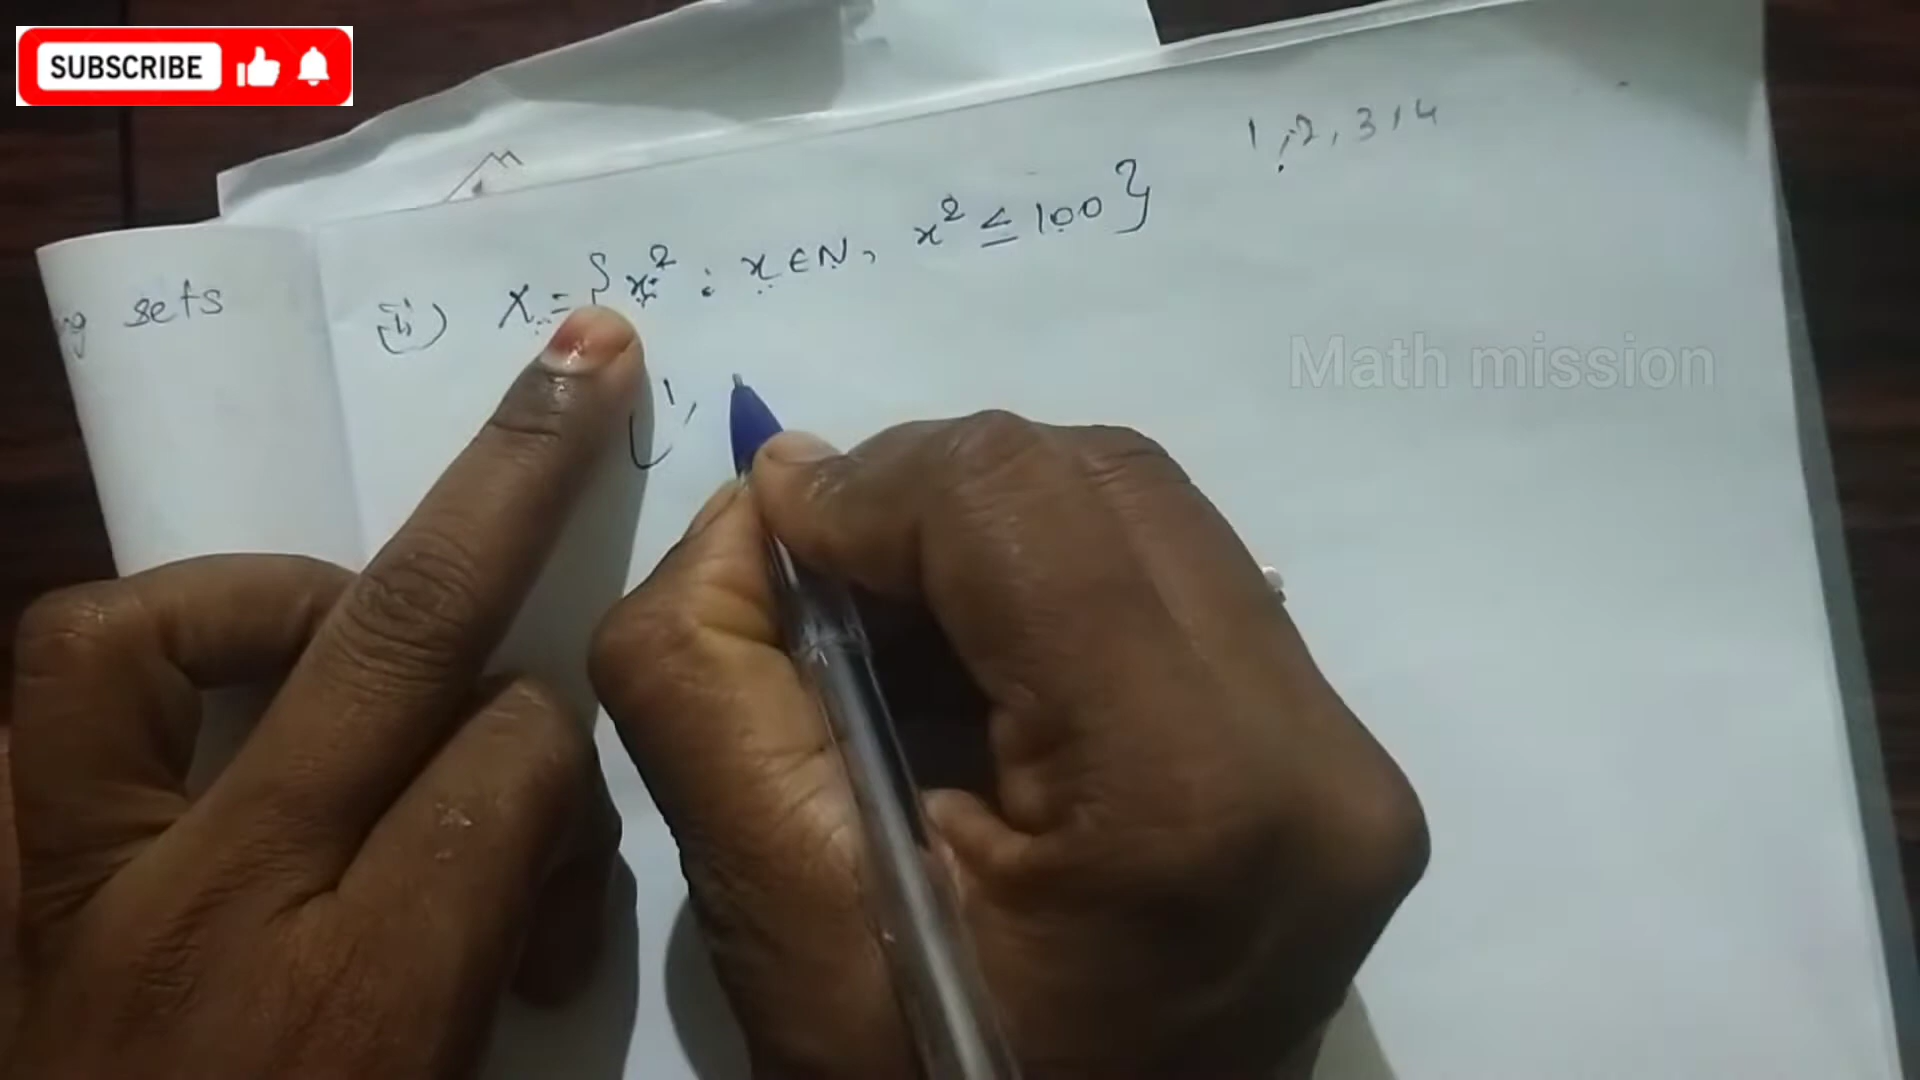 SUBSCRIBE
1, 2, 3, 4
sets
(ii) X = { x² : x ∈ N, x² ≤ 100 }
Math mission
1,